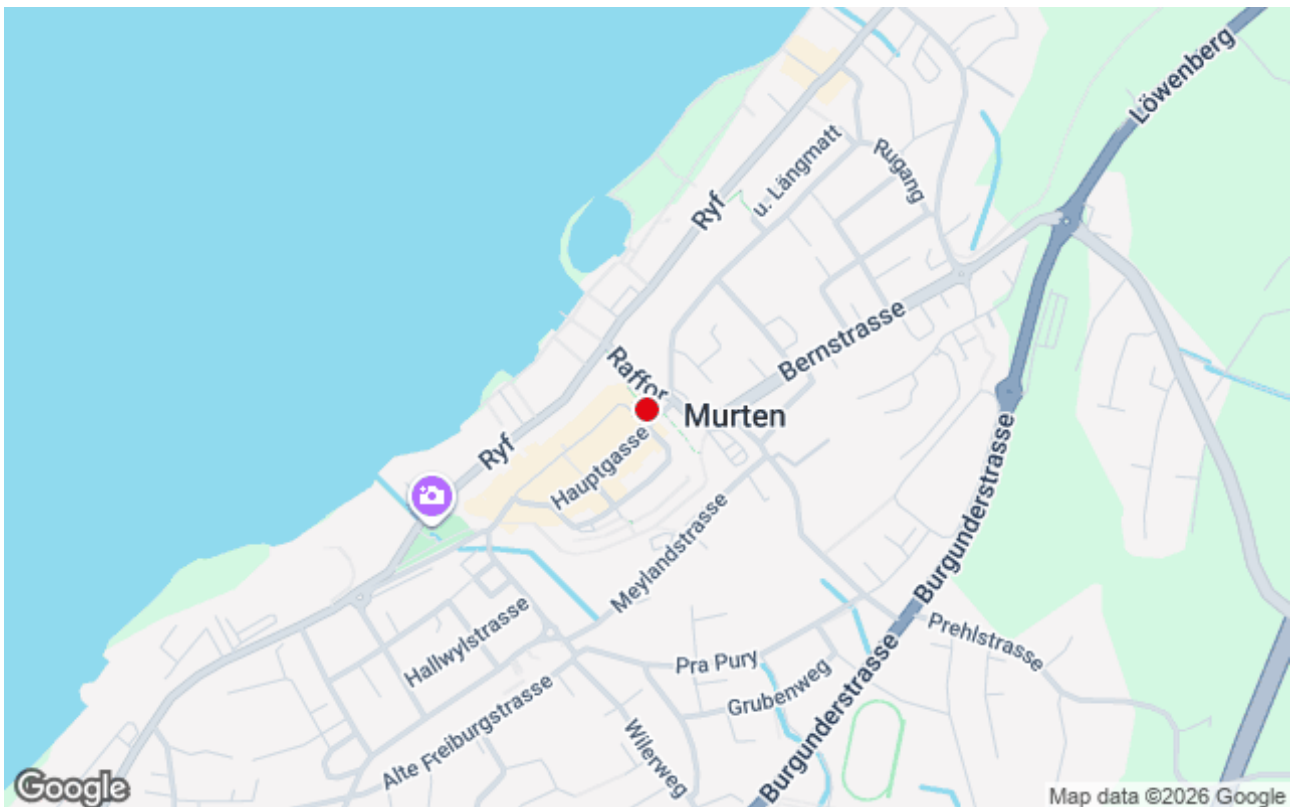 Löwenberg
Rugang
u. Längmatt
Ryf
Bernstrasse
Raffor
Murten
Ryf
Hauptgasse
Burgunderstrasse
Meylandstrasse
Hallwylstrasse
Prehlstrasse
Pra Pury
Grubenweg
Burgunderstrasse
Alte Freiburgstrasse
Wilerweg
Google
Map data ©2026 Google